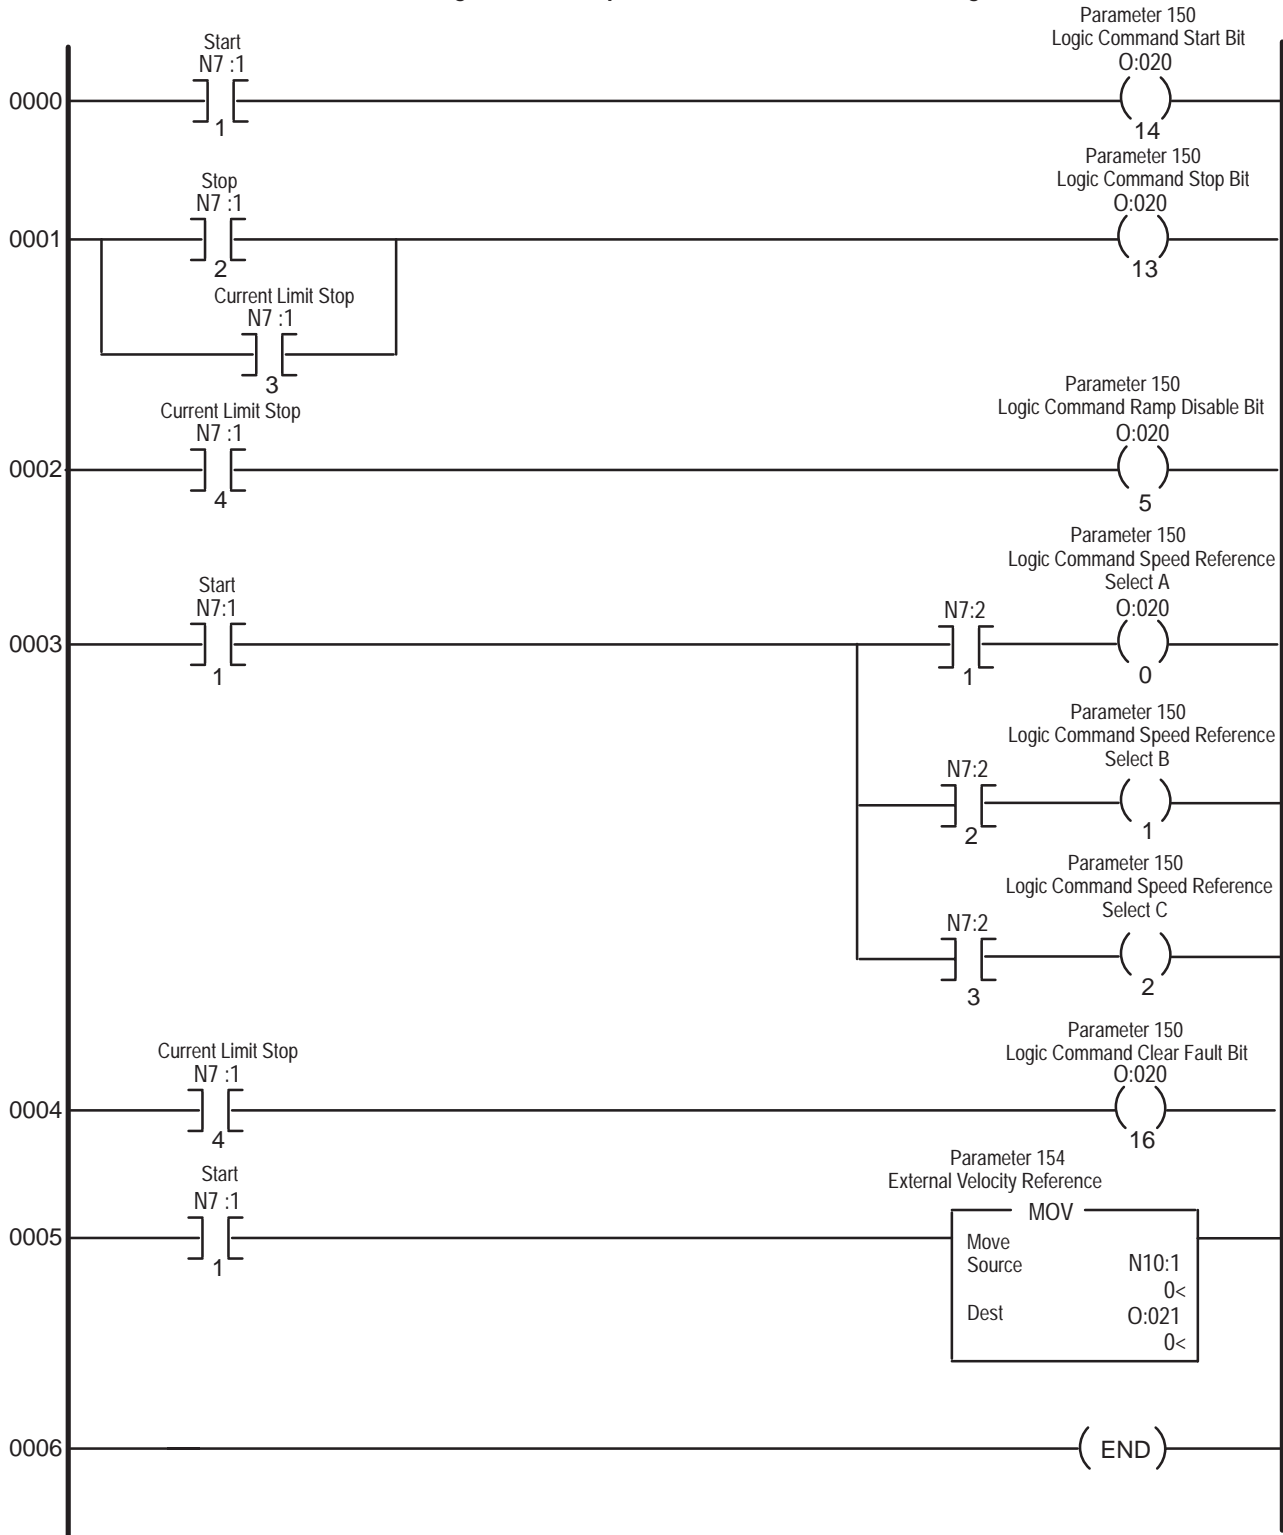 Parameter 150
Logic Command Start Bit
Start
N7 :1
O:020
0000
1
14
Parameter 150
Logic Command Stop Bit
Stop
N7 :1
O:020
0001
2
13
Current Limit Stop
N7 :1
3
Parameter 150
Logic Command Ramp Disable Bit
Current Limit Stop
N7 :1
O:020
0002
4
5
Parameter 150
Logic Command Speed Reference
Select A
Start
N7:1
N7:2
O:020
0003
1
1
0
Parameter 150
Logic Command Speed Reference
Select B
N7:2
2
1
Parameter 150
Logic Command Speed Reference
Select C
N7:2
3
2
Parameter 150
Logic Command Clear Fault Bit
Current Limit Stop
N7 :1
O:020
0004
4
16
Parameter 154
External Velocity Reference
Start
N7 :1
0005
1
MOV
Move
Source N10:1
0<
Dest O:021
0<
0006
END